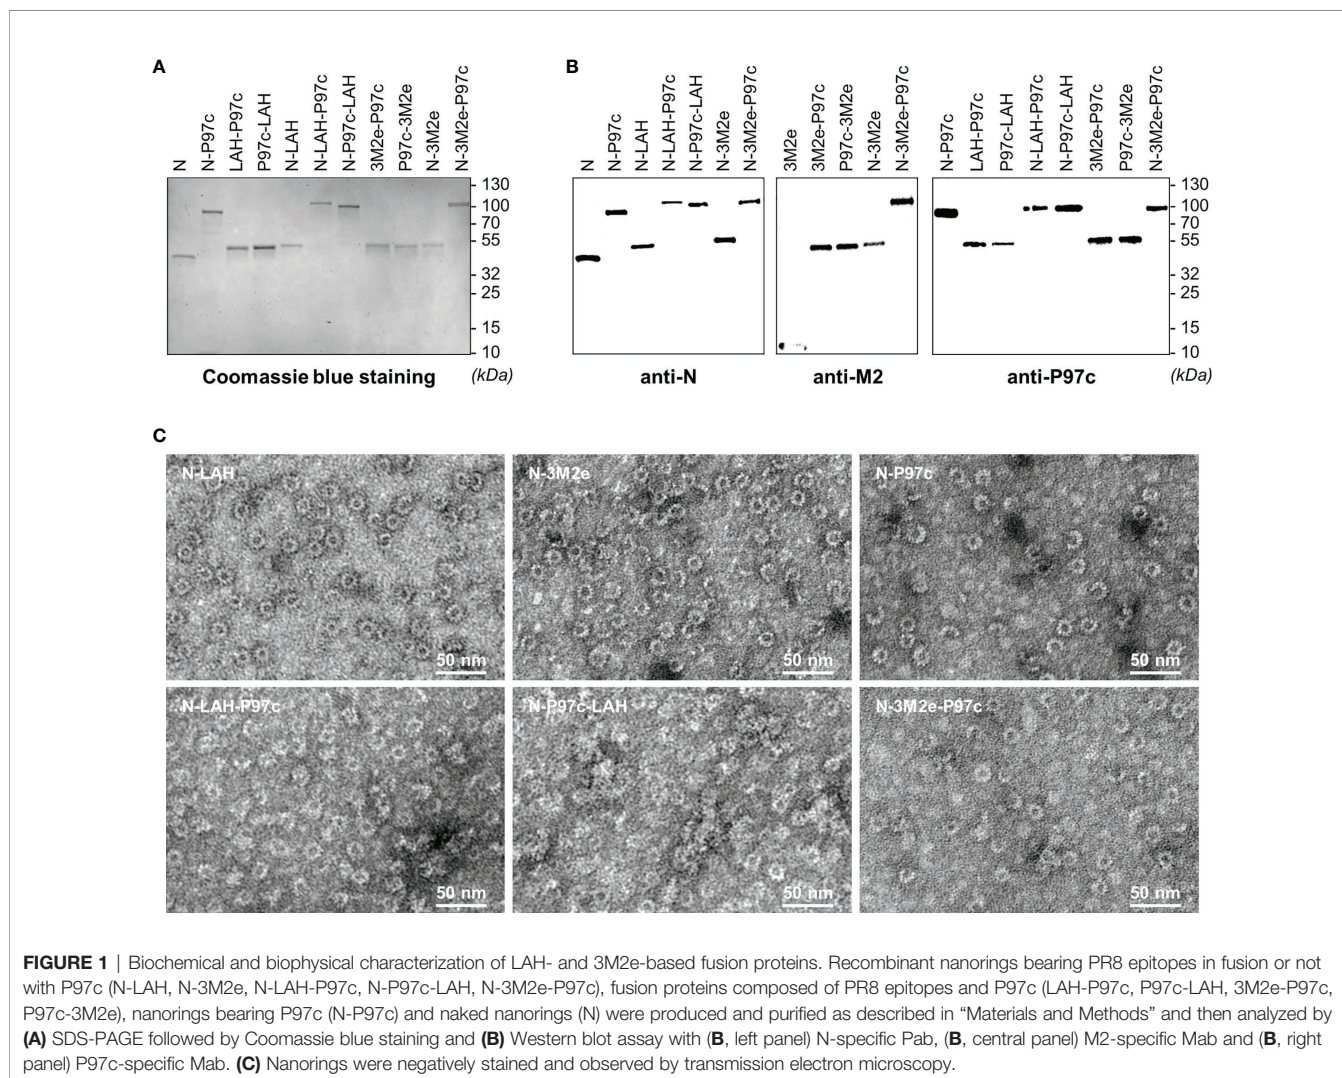 A
N
N-P97c
LAH-P97c
P97c-LAH
N-LAH
N-LAH-P97c
N-P97c-LAH
3M2e-P97c
P97c-3M2e
N-3M2e
N-3M2e-P97c
130
100
70
55
32
25
15
10
Coomassie blue staining
(kDa)
B
N
N-P97c
N-LAH
N-LAH-P97c
N-P97c-LAH
N-3M2e
N-3M2e-P97c
anti-N
3M2e
3M2e-P97c
P97c-3M2e
N-3M2e
N-3M2e-P97c
anti-M2
N-P97c
LAH-P97c
P97c-LAH
N-LAH-P97c
N-P97c-LAH
3M2e-P97c
P97c-3M2e
N-3M2e-P97c
130
100
70
55
32
25
15
10
anti-P97c
(kDa)
C
N-LAH
50 nm
N-3M2e
50 nm
N-P97c
50 nm
N-LAH-P97c
50 nm
N-P97c-LAH
50 nm
N-3M2e-P97c
50 nm
FIGURE 1 | Biochemical and biophysical characterization of LAH- and 3M2e-based fusion proteins. Recombinant nanorings bearing PR8 epitopes in fusion or not
with P97c (N-LAH, N-3M2e, N-LAH-P97c, N-P97c-LAH, N-3M2e-P97c), fusion proteins composed of PR8 epitopes and P97c (LAH-P97c, P97c-LAH, 3M2e-P97c,
P97c-3M2e), nanorings bearing P97c (N-P97c) and naked nanorings (N) were produced and purified as described in “Materials and Methods” and then analyzed by
(A) SDS-PAGE followed by Coomassie blue staining and (B) Western blot assay with (B, left panel) N-specific Pab, (B, central panel) M2-specific Mab and (B, right
panel) P97c-specific Mab. (C) Nanorings were negatively stained and observed by transmission electron microscopy.